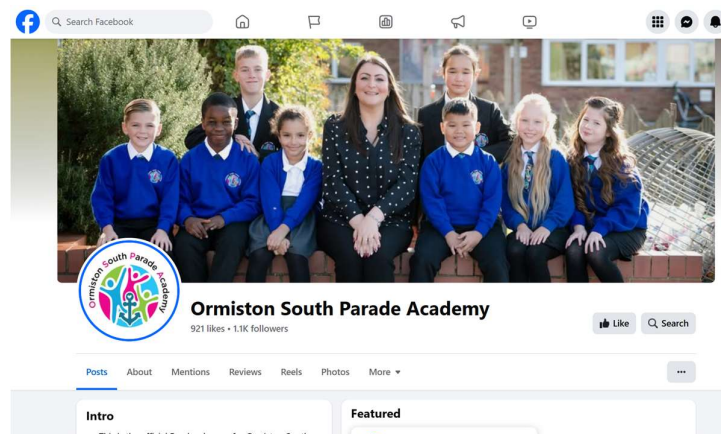 Search Facebook
Ormiston South Parade Academy
Ormiston South Parade Academy
921 likes • 1.1K followers
Like
Search
Posts
About
Mentions
Reviews
Reels
Photos
More
Intro
Featured